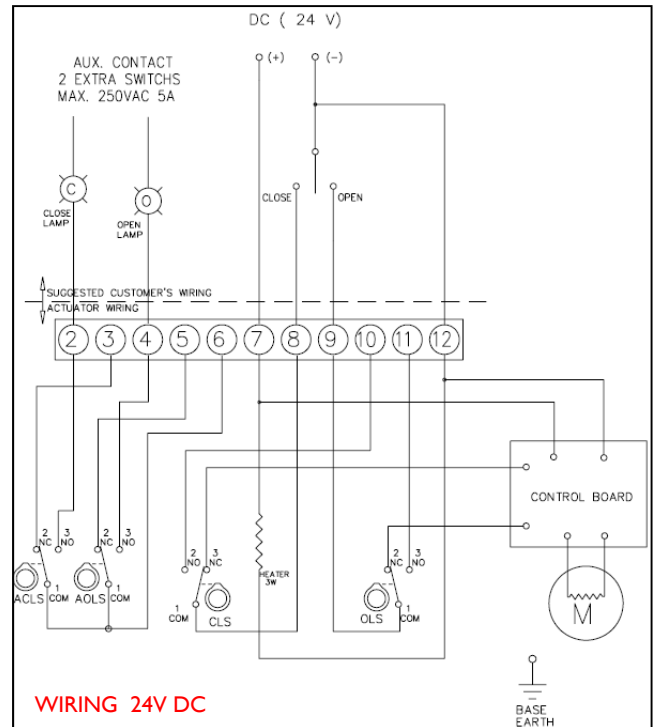 DC ( 24 V)
(+)
(-)
AUX. CONTACT
2 EXTRA SWITCHS
MAX. 250VAC 5A
C
CLOSE
LAMP
O
OPEN
LAMP
CLOSE
OPEN
SUGGESTED CUSTOMER'S WIRING
ACTUATOR WIRING
2 3 4 5 6 7 8 9 10 11 12
CONTROL BOARD
2
NC
3
NO
1
COM
ACLS
2
NC
3
NO
1
COM
AOLS
2
NO
3
NC
1
COM
CLS
HEATER
3W
2
NC
3
NO
1
COM
OLS
M
WIRING 24V DC
BASE
EARTH